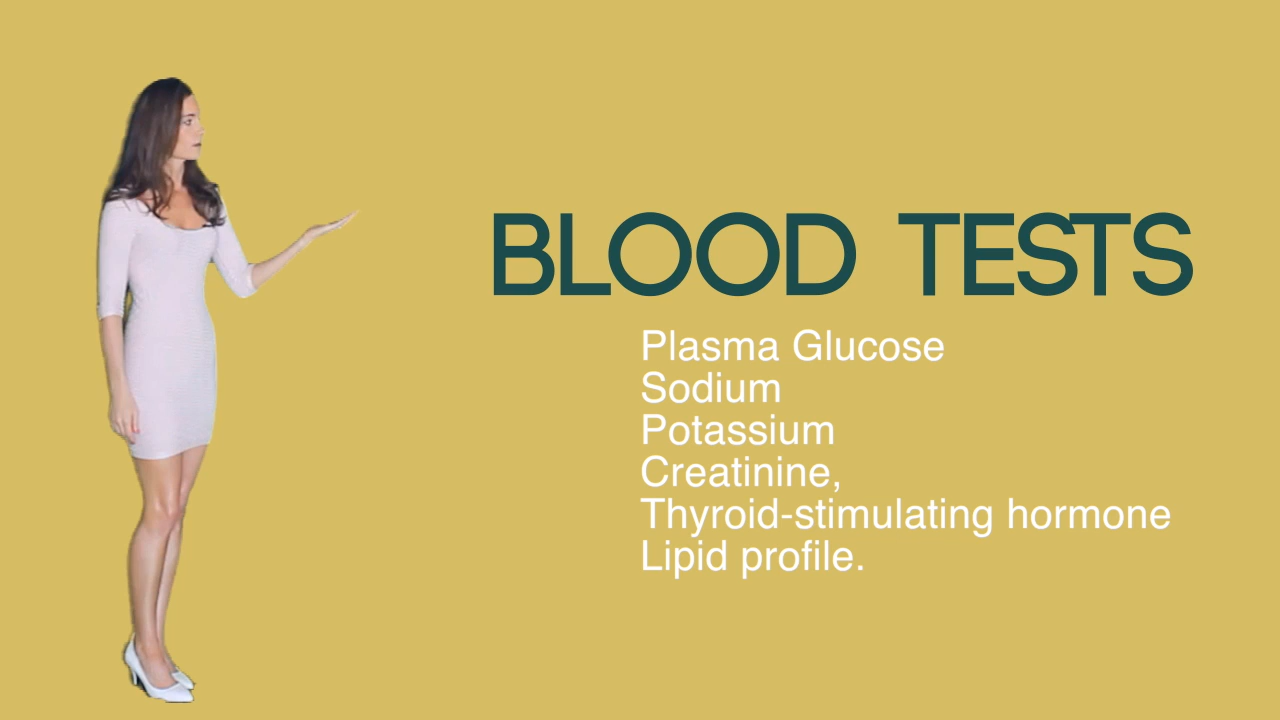 BLOOD TESTS
Plasma Glucose
Sodium
Potassium
Creatinine,
Thyroid-stimulating hormone
Lipid profile.